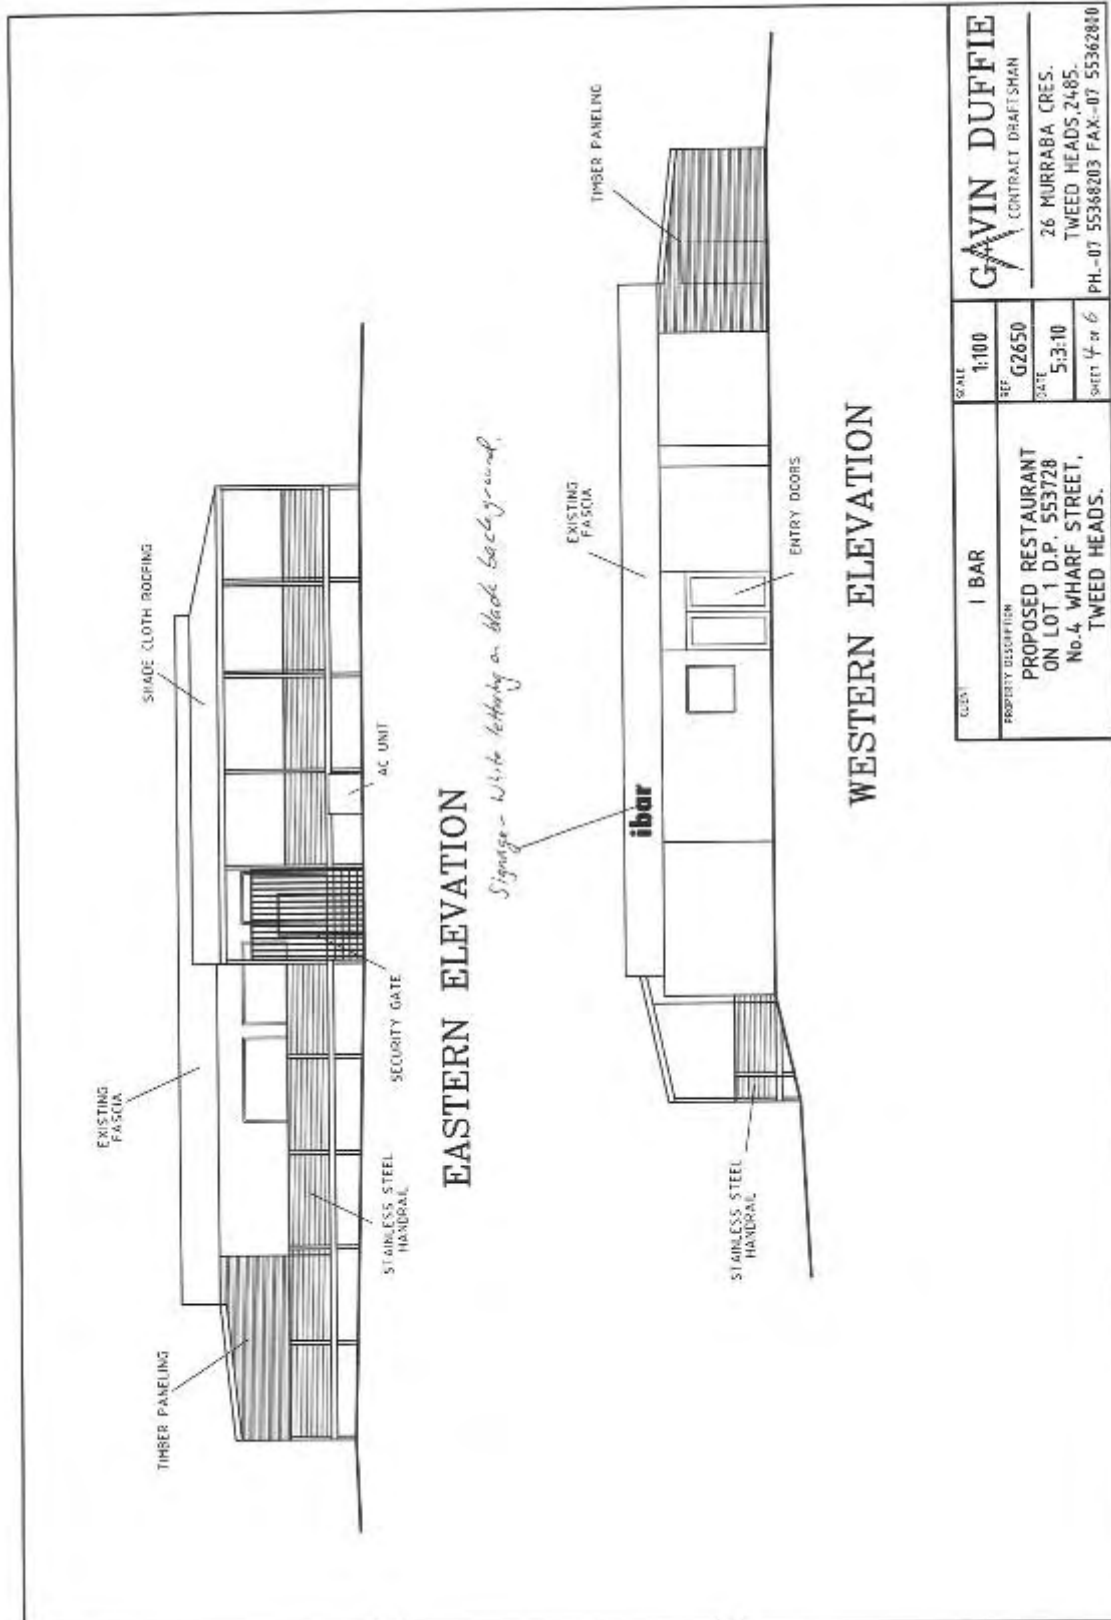 SHADE CLOTH ROOFING
EXISTING
FASCIA
TIMBER PANELING
AC UNIT
SECURITY GATE
STAINLESS STEEL
HANDRAIL
EASTERN ELEVATION
Signage - White lettering on black background.
TIMBER PANELING
EXISTING
FASCIA
ibar
ENTRY DOORS
STAINLESS STEEL
HANDRAIL
WESTERN ELEVATION
CLIENT
I BAR
PROPERTY DESCRIPTION
PROPOSED RESTAURANT
ON LOT 1 D.P. 553728
No.4 WHARF STREET,
TWEED HEADS.
SCALE
1:100
REF
G2650
DATE
5:3:10
SHEET 4 OF 6
GAVIN DUFFIE
CONTRACT DRAFTSMAN
26 MURRABA CRES.
TWEED HEADS,2485.
PH.-07 55368203 FAX:-07 55362800